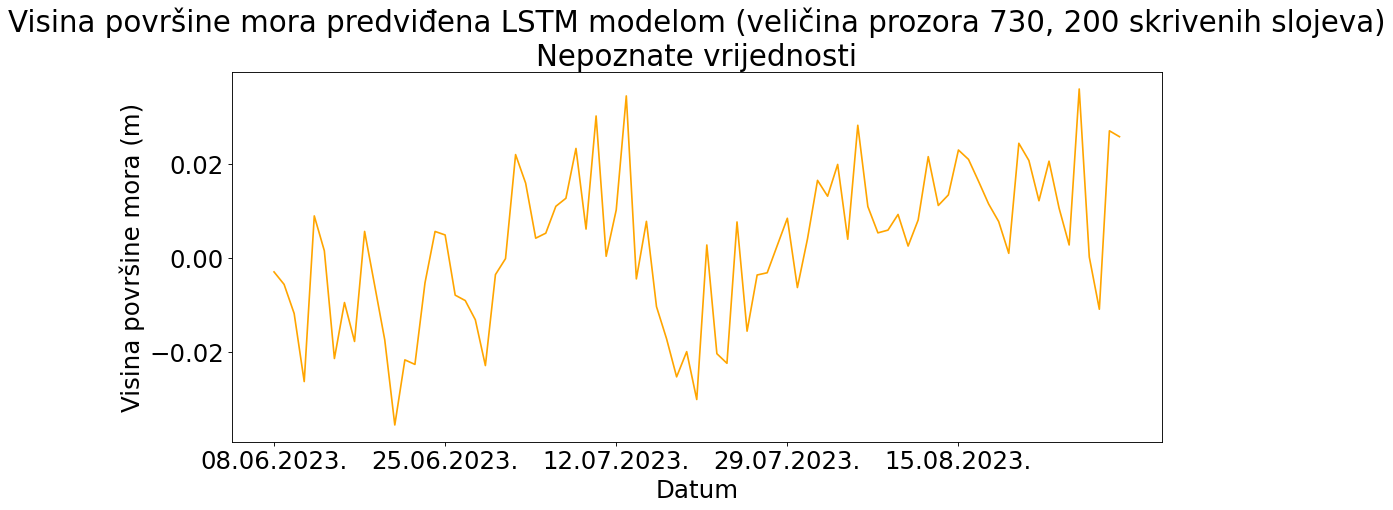 Visina površine mora predviđena LSTM modelom (veličina prozora 730, 200 skrivenih slojeva)
Nepoznate vrijednosti
Visina površine mora (m)
0.02
0.00
−0.02
08.06.2023. 25.06.2023. 12.07.2023. 29.07.2023. 15.08.2023.
Datum